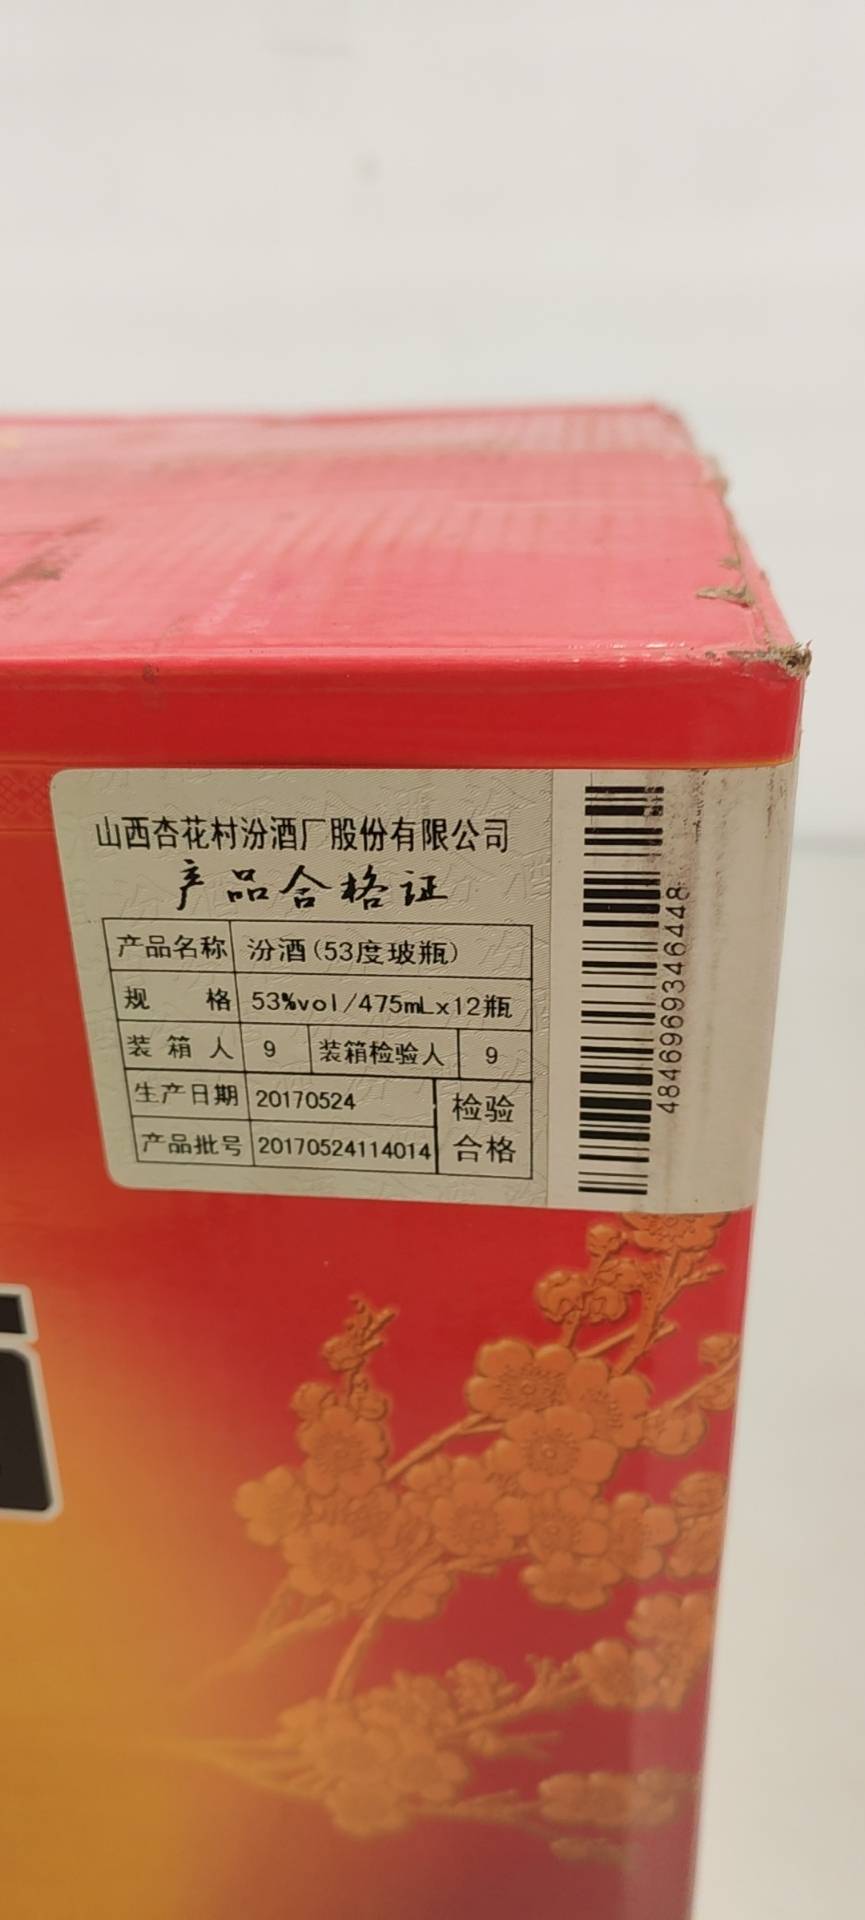 山西杏花村汾酒厂股份有限公司
产品合格证
产品名称 汾酒(53度玻瓶)
规 格 53%vol/475mL×12瓶
装箱人 9 装箱检验人 9
生产日期 20170524 检验
产品批号 20170524114014 合格
4846969346448